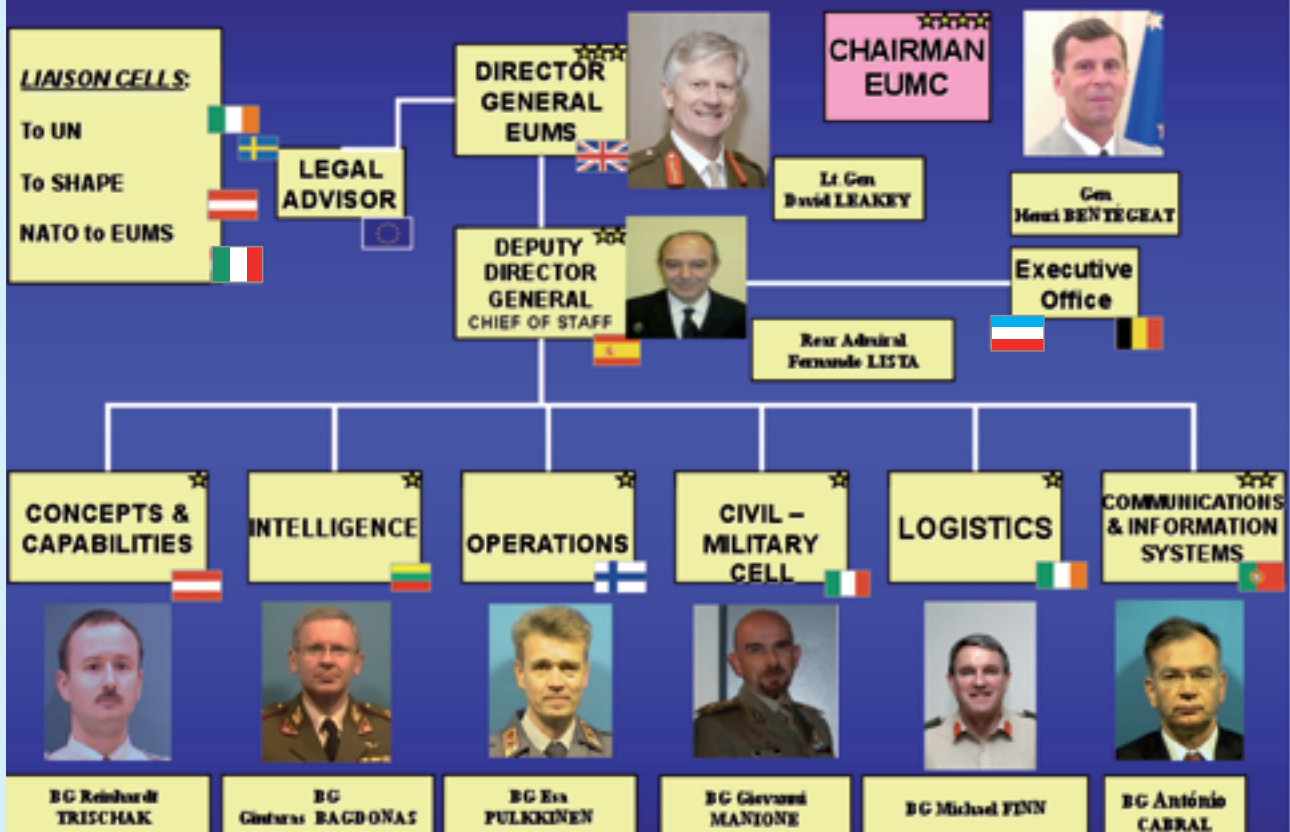 LIAISON CELLS:
To UN
To SHAPE
NATO to EUMS
LEGAL
ADVISOR
DIRECTOR
GENERAL
EUMS
Lt. Gen
David LEAKEY
CHAIRMAN
EUMC
Gen
Henri BENTÉGEAT
DEPUTY
DIRECTOR
GENERAL
CHIEF OF STAFF
Rear Admiral
Fernando LISTA
Executive
Office
CONCEPTS &
CAPABILITIES
INTELLIGENCE
OPERATIONS
CIVIL –
MILITARY
CELL
LOGISTICS
COMMUNICATIONS
& INFORMATION
SYSTEMS
BG Reinhardt
TRISCHAK
BG
Gintaras BAGDONAS
BG Esa
PULKKINEN
BG Giovanni
MANIONE
BG Michael FINN
BG António
CABRAL